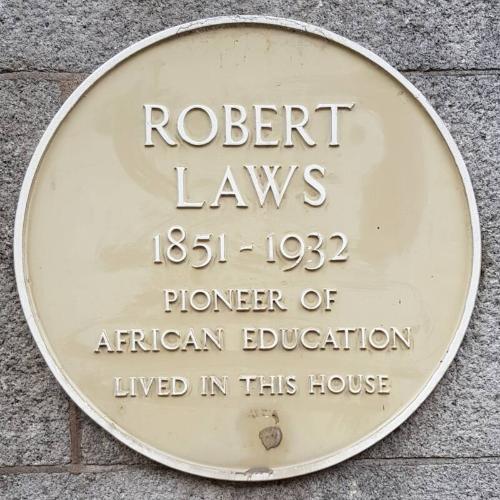 ROBERT
LAWS
1851 - 1932
PIONEER OF
AFRICAN EDUCATION
LIVED IN THIS HOUSE